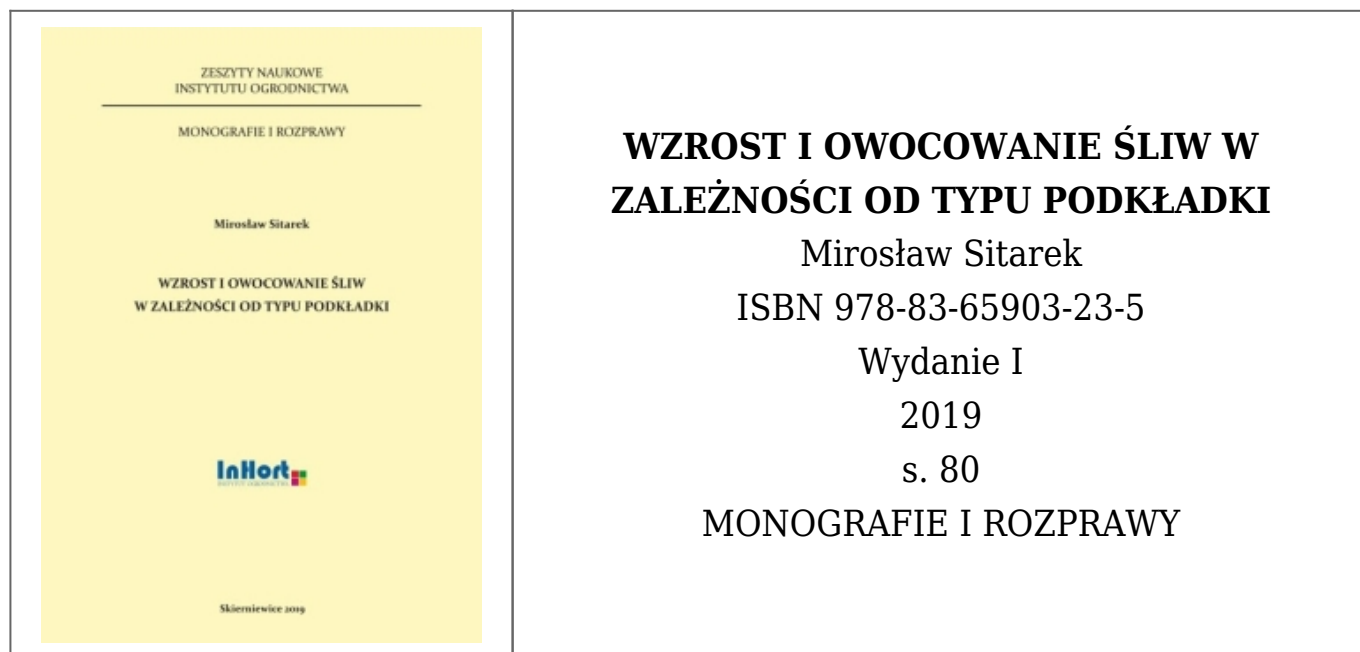 ZESZYTY NAUKOWE
INSTYTUTU OGRODNICTWA
MONOGRAFIE I ROZPRAWY
Mirosław Sitarek
WZROST I OWOCOWANIE ŚLIW
W ZALEŻNOŚCI OD TYPU PODKŁADKI
InHort
INSTYTUT OGRODNICTWA
Skierniewice 2019
WZROST I OWOCOWANIE ŚLIW W
ZALEŻNOŚCI OD TYPU PODKŁADKI
Mirosław Sitarek
ISBN 978-83-65903-23-5
Wydanie I
2019
s. 80
MONOGRAFIE I ROZPRAWY